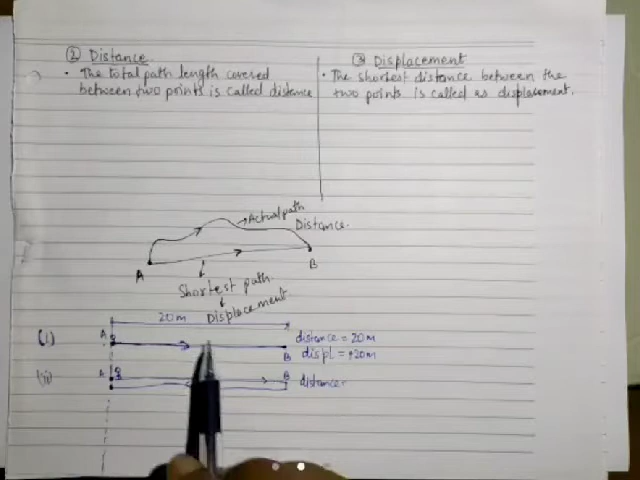 ② Distance
• The total path length covered
between two points is called distance
③ Displacement
• The shortest distance between the
two points is called as displacement.
Actual path
Distance.
A
B
Shortest path.
Displacement
20 m
(i)
A
B
distance = 20m
displ = +20m
(ii)
A
B
distance